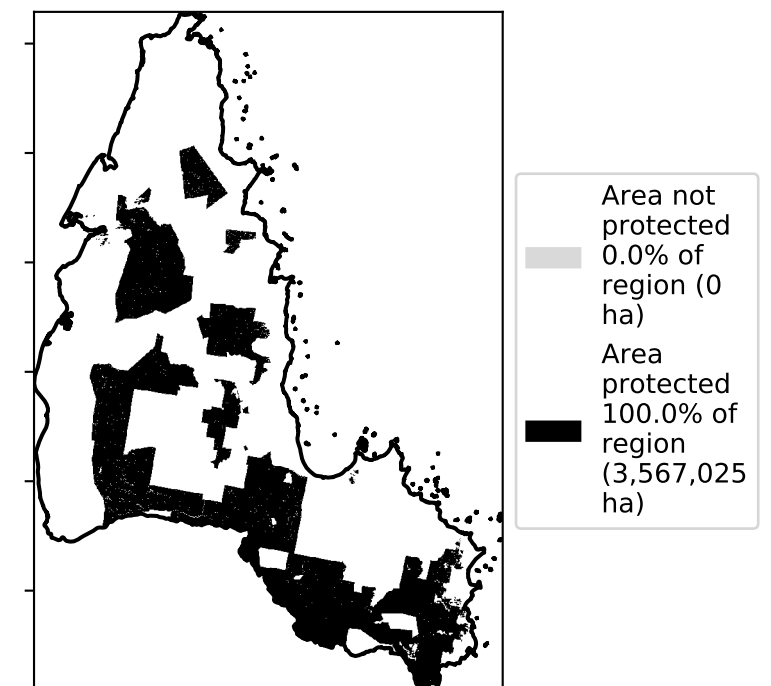 Area not
protected
0.0% of
region (0
ha)
Area
protected
100.0% of
region
(3,567,025
ha)